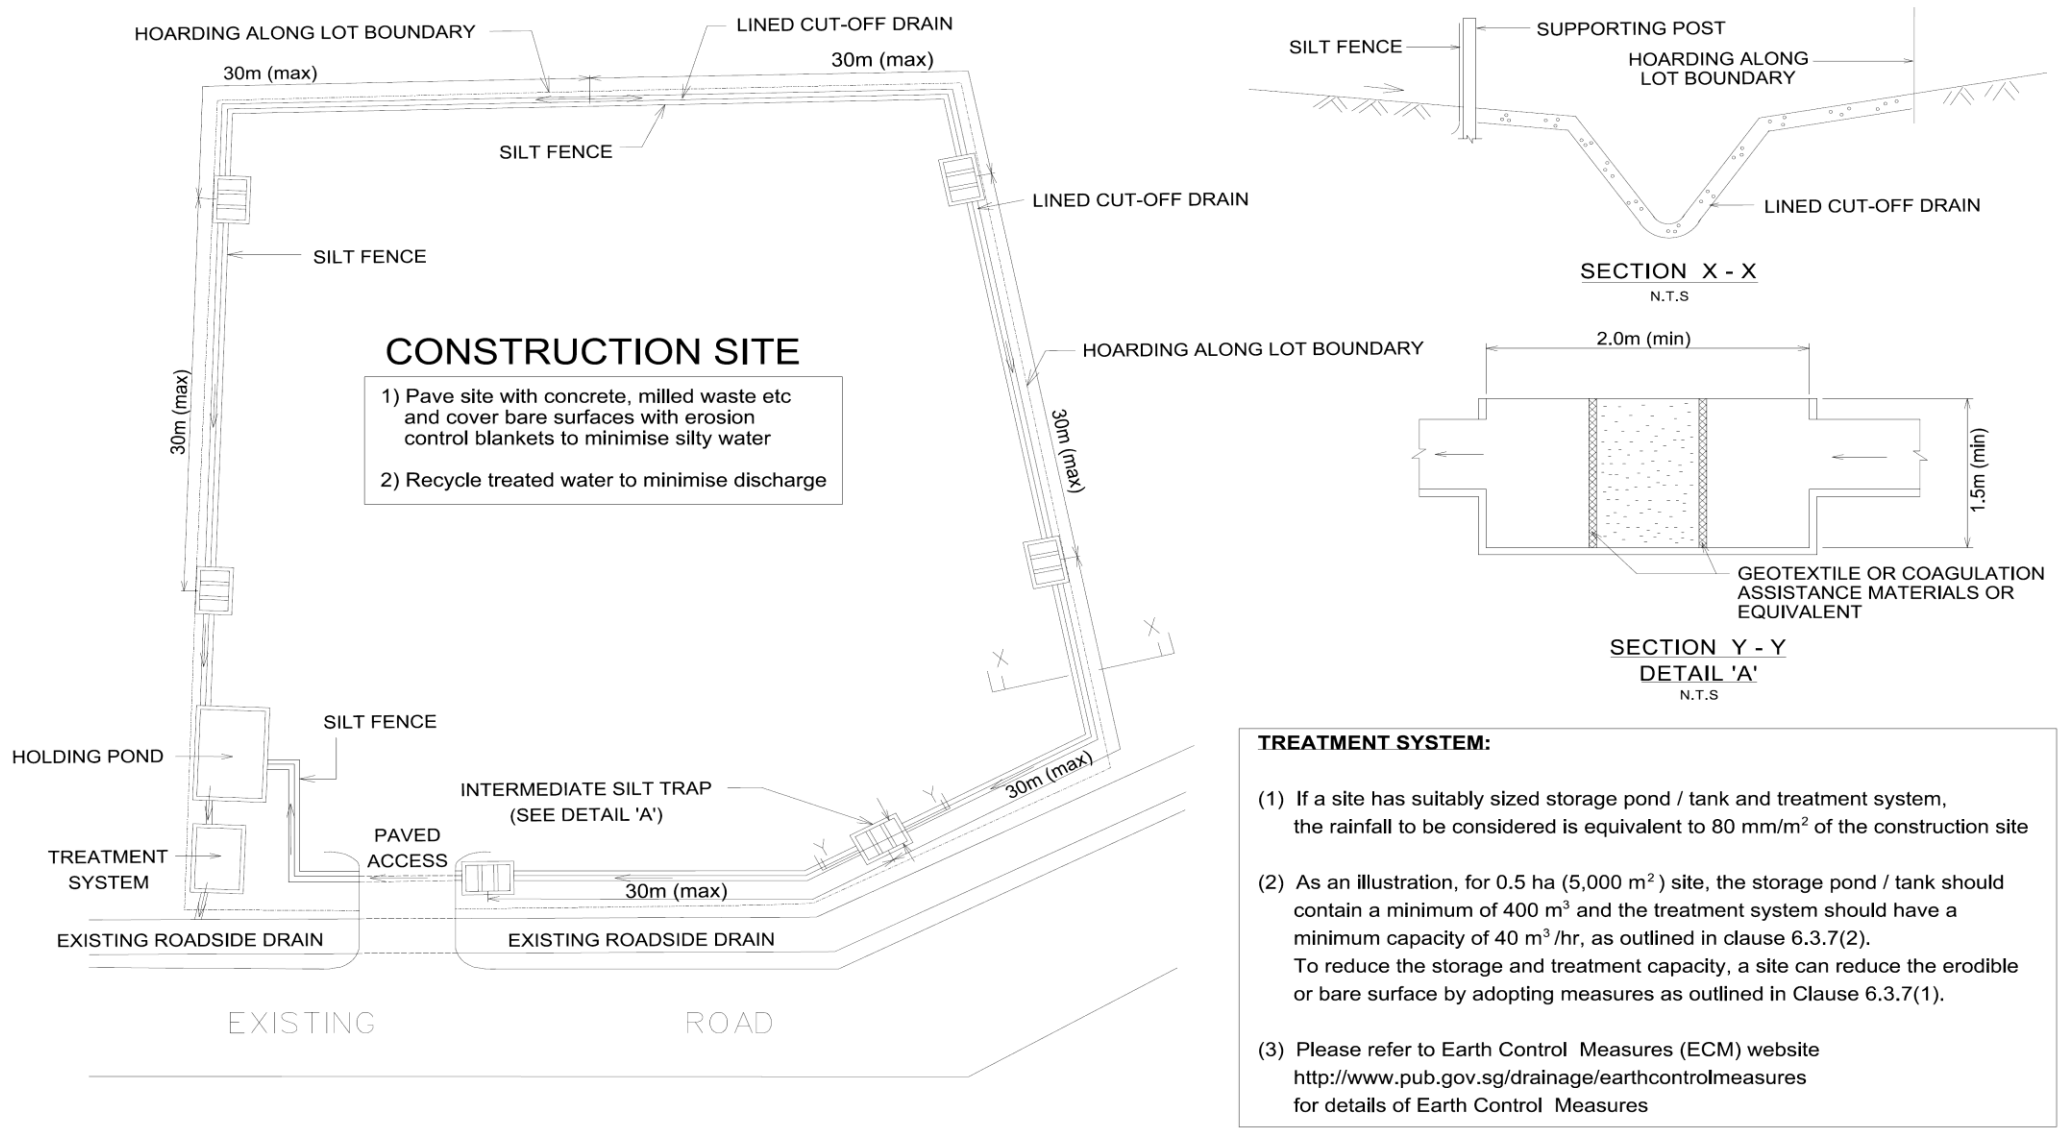 HOARDING ALONG LOT BOUNDARY
LINED CUT-OFF DRAIN
30m (max)
30m (max)
SILT FENCE
LINED CUT-OFF DRAIN
SILT FENCE
CONSTRUCTION SITE
1) Pave site with concrete, milled waste etc
and cover bare surfaces with erosion
control blankets to minimise silty water
2) Recycle treated water to minimise discharge
HOARDING ALONG LOT BOUNDARY
30m (max)
30m (max)
X
X
SILT FENCE
HOLDING POND
INTERMEDIATE SILT TRAP
(SEE DETAIL 'A')
30m (max)
Y
Y
PAVED
ACCESS
TREATMENT
SYSTEM
30m (max)
EXISTING ROADSIDE DRAIN
EXISTING ROADSIDE DRAIN
EXISTING
ROAD
SILT FENCE
SUPPORTING POST
HOARDING ALONG
LOT BOUNDARY
LINED CUT-OFF DRAIN
SECTION X - X
N.T.S
2.0m (min)
1.5m (min)
GEOTEXTILE OR COAGULATION
ASSISTANCE MATERIALS OR
EQUIVALENT
SECTION Y - Y
DETAIL 'A'
N.T.S
TREATMENT SYSTEM:
(1) If a site has suitably sized storage pond / tank and treatment system,
the rainfall to be considered is equivalent to 80 mm/m² of the construction site
(2) As an illustration, for 0.5 ha (5,000 m²) site, the storage pond / tank should
contain a minimum of 400 m³ and the treatment system should have a
minimum capacity of 40 m³/hr, as outlined in clause 6.3.7(2).
To reduce the storage and treatment capacity, a site can reduce the erodible
or bare surface by adopting measures as outlined in Clause 6.3.7(1).
(3) Please refer to Earth Control Measures (ECM) website
http://www.pub.gov.sg/drainage/earthcontrolmeasures
for details of Earth Control Measures